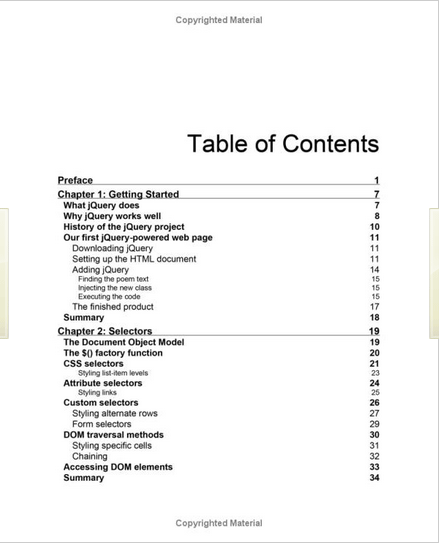 Copyrighted Material
Table of Contents
Preface 1
Chapter 1: Getting Started 7
What jQuery does 7
Why jQuery works well 8
History of the jQuery project 10
Our first jQuery-powered web page 11
Downloading jQuery 11
Setting up the HTML document 11
Adding jQuery 14
Finding the poem text 15
Injecting the new class 15
Executing the code 15
The finished product 17
Summary 18
Chapter 2: Selectors 19
The Document Object Model 19
The $() factory function 20
CSS selectors 21
Styling list-item levels 23
Attribute selectors 24
Styling links 25
Custom selectors 26
Styling alternate rows 27
Form selectors 29
DOM traversal methods 30
Styling specific cells 31
Chaining 32
Accessing DOM elements 33
Summary 34
Copyrighted Material